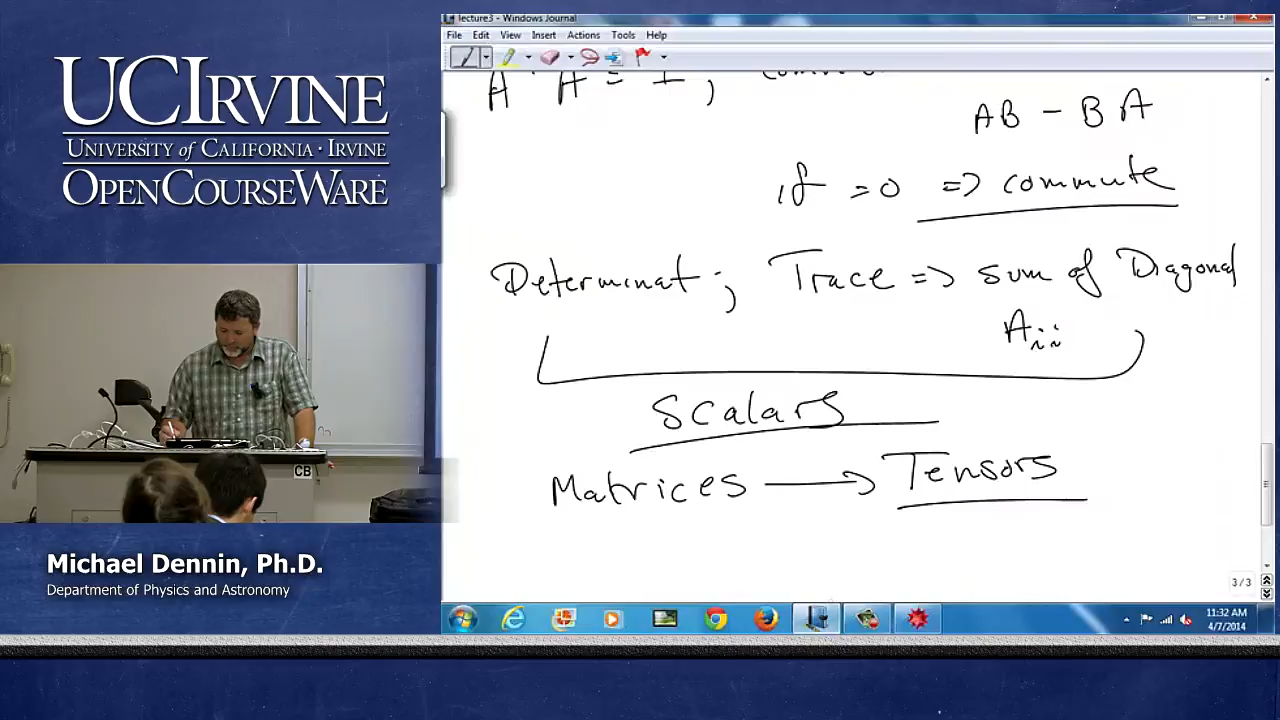 UCIRVINE
UNIVERSITY of CALIFORNIA · IRVINE
OPENCOURSEWARE
CB
Michael Dennin, Ph.D.
Department of Physics and Astronomy
lecture3 - Windows Journal
File Edit View Insert Actions Tools Help
AB - BA
if = 0 => commute
Determinat ; Trace => sum of Diagonal
Aii
Scalars
Matrices → Tensors
3 / 3
11:32 AM
4/7/2014